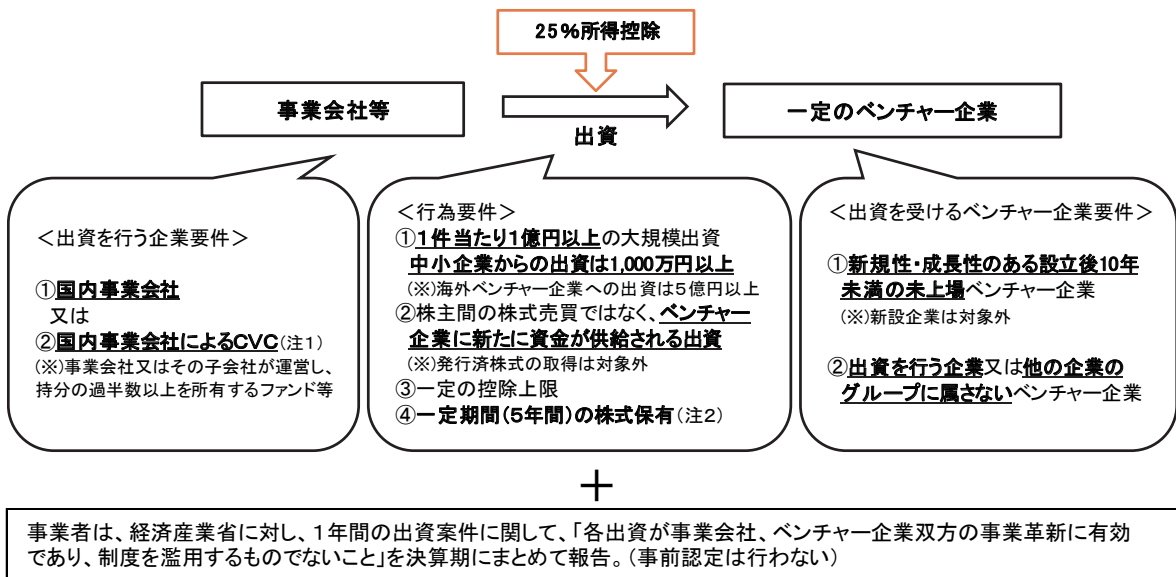 25%所得控除
事業会社等
出資
一定のベンチャー企業
＜出資を行う企業要件＞
①国内事業会社
又は
②国内事業会社によるCVC(注1)
(※)事業会社又はその子会社が運営し、
持分の過半数以上を所有するファンド等
＜行為要件＞
①1件当たり1億円以上の大規模出資
中小企業からの出資は1,000万円以上
(※)海外ベンチャー企業への出資は5億円以上
②株主間の株式売買ではなく、ベンチャー
企業に新たに資金が供給される出資
(※)発行済株式の取得は対象外
③一定の控除上限
④一定期間(5年間)の株式保有(注2)
＜出資を受けるベンチャー企業要件＞
①新規性・成長性のある設立後10年
未満の未上場ベンチャー企業
(※)新設企業は対象外
②出資を行う企業又は他の企業の
グループに属さないベンチャー企業
＋
事業者は、経済産業省に対し、1年間の出資案件に関して、「各出資が事業会社、ベンチャー企業双方の事業革新に有効
であり、制度を濫用するものでないこと」を決算期にまとめて報告。(事前認定は行わない)